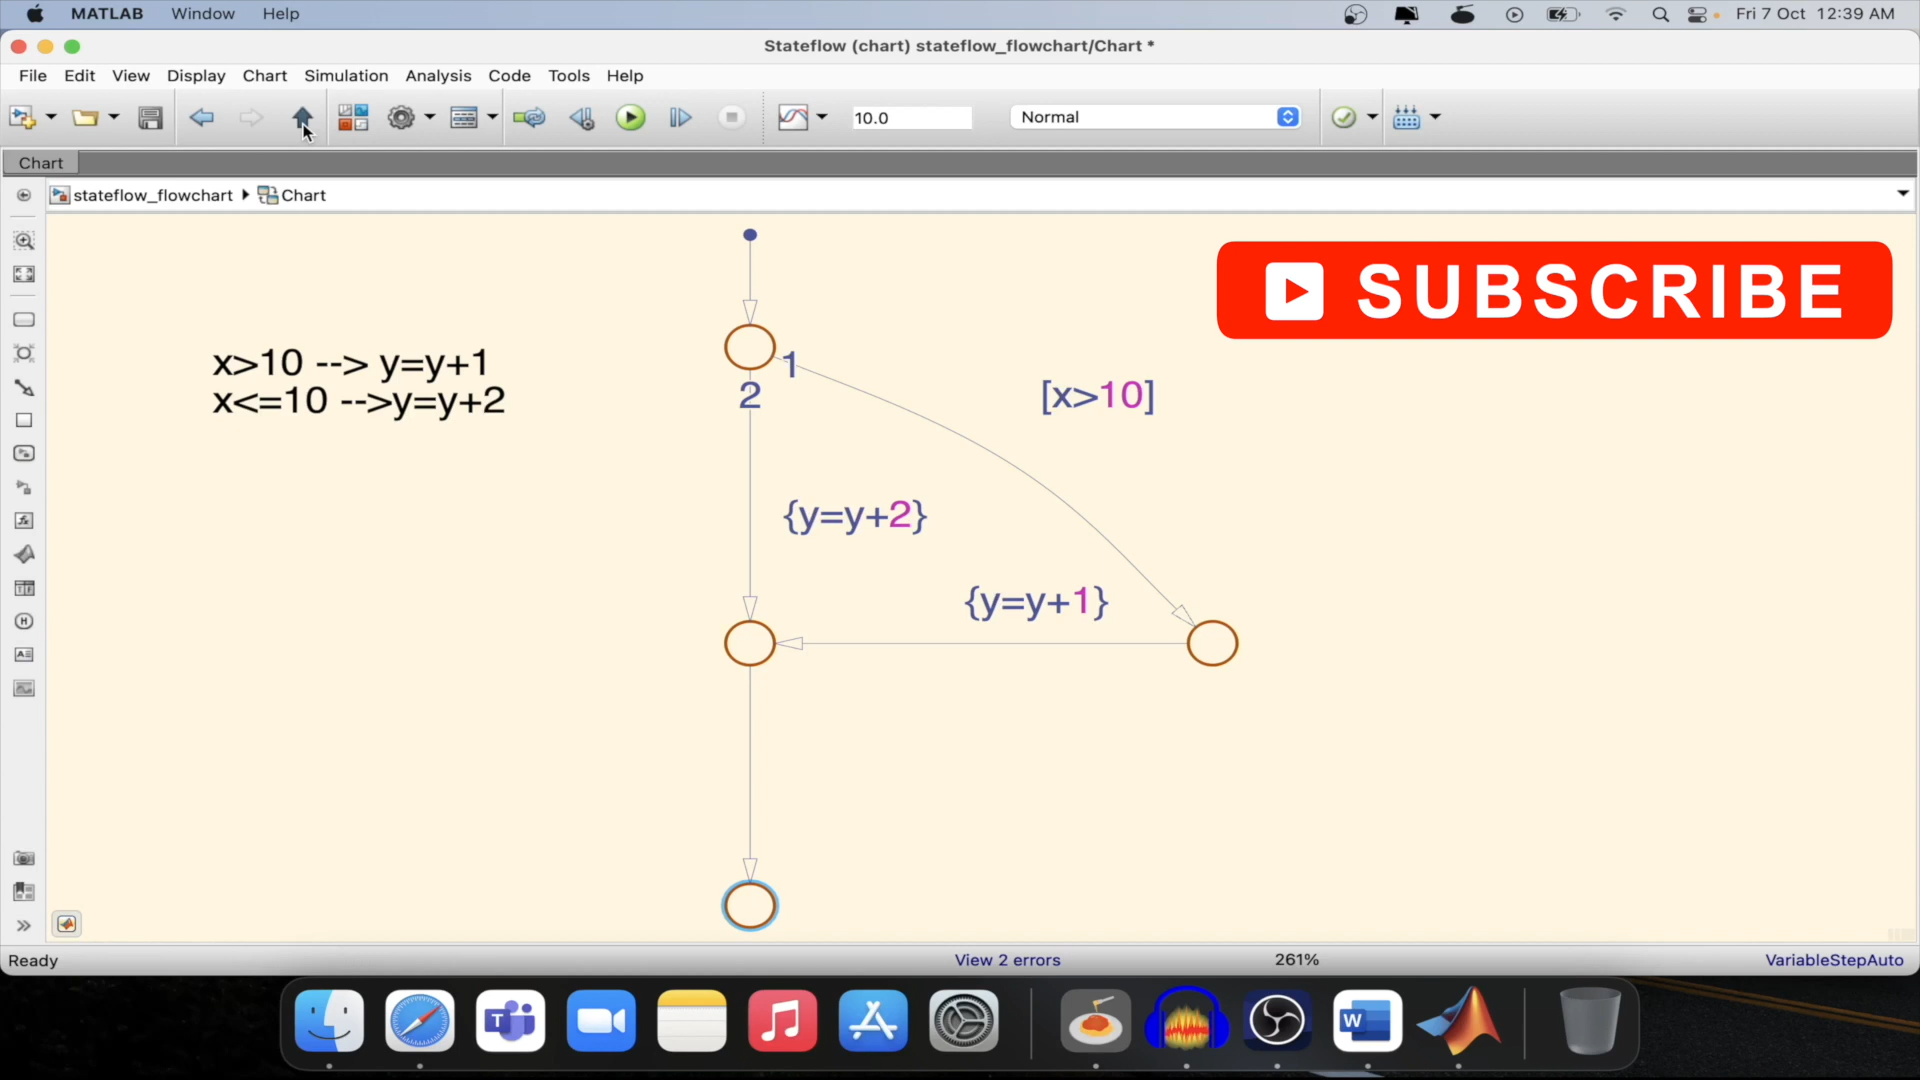 MATLAB Window Help Fri 7 Oct 12:39 AM
Stateflow (chart) stateflow_flowchart/Chart *
File Edit View Display Chart Simulation Analysis Code Tools Help
10.0 Normal
Chart
stateflow_flowchart Chart
SUBSCRIBE
x>10 --> y=y+1
x<=10 -->y=y+2
1
2
[x>10]
{y=y+2}
{y=y+1}
Ready View 2 errors 261% VariableStepAuto